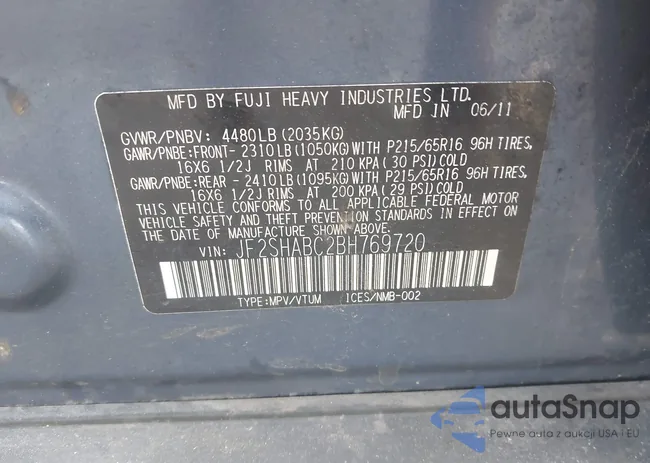 MFD BY FUJI HEAVY INDUSTRIES LTD.
MFD IN 06/11
GVWR/PNBV: 4480LB(2035KG)
GAWR/PNBE:FRONT-2310LB(1050KG)WITH P215/65R16 96H TIRES,
16X6 1/2J RIMS AT 210 KPA(30 PSI)COLD
GAWR/PNBE:REAR -2410LB(1095KG)WITH P215/65R16 96H TIRES,
16X6 1/2J RIMS AT 200 KPA(29 PSI)COLD
THIS VEHICLE CONFORMS TO ALL APPLICABLE FEDERAL MOTOR
VEHICLE SAFETY AND THEFT PREVENTION STANDARDS IN EFFECT
ON THE DATE OF MANUFACTURE SHOWN ABOVE.
VIN: JF2SHABC2BH769720
TYPE:MPV/VTUM ICES/NMB-002
autaSnap
Pewne auta z aukcji USA i EU